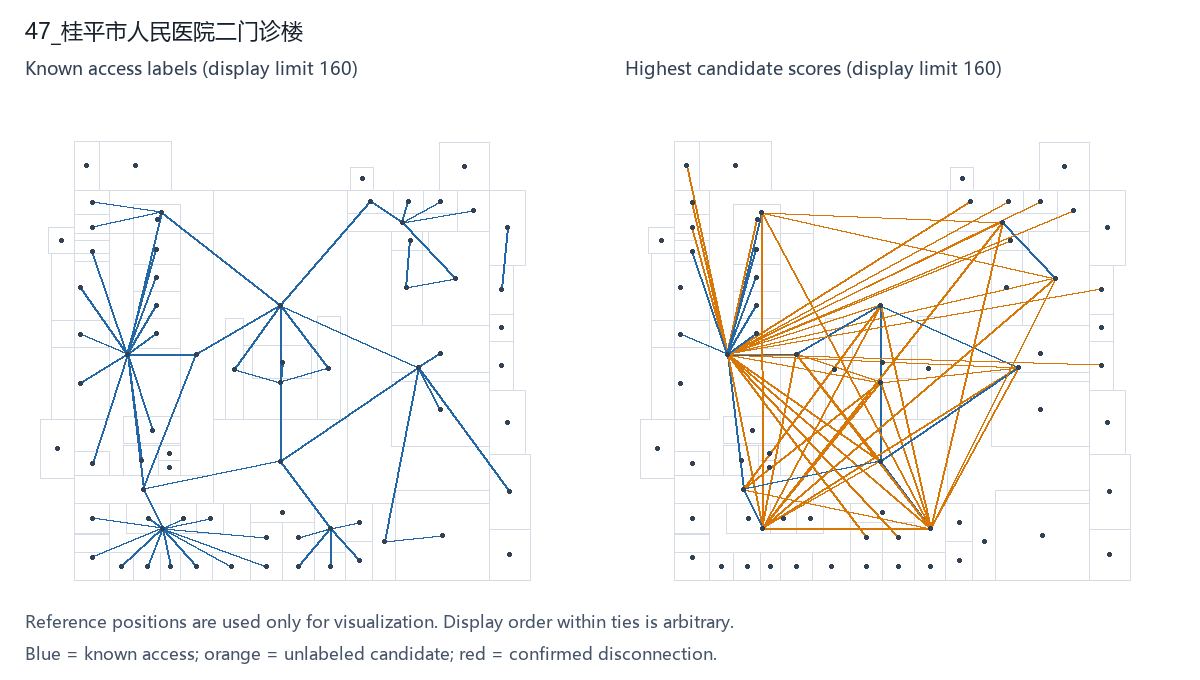 47_桂平市人民医院二门诊楼
Known access labels (display limit 160)
Highest candidate scores (display limit 160)
Reference positions are used only for visualization. Display order within ties is arbitrary.
Blue = known access; orange = unlabeled candidate; red = confirmed disconnection.